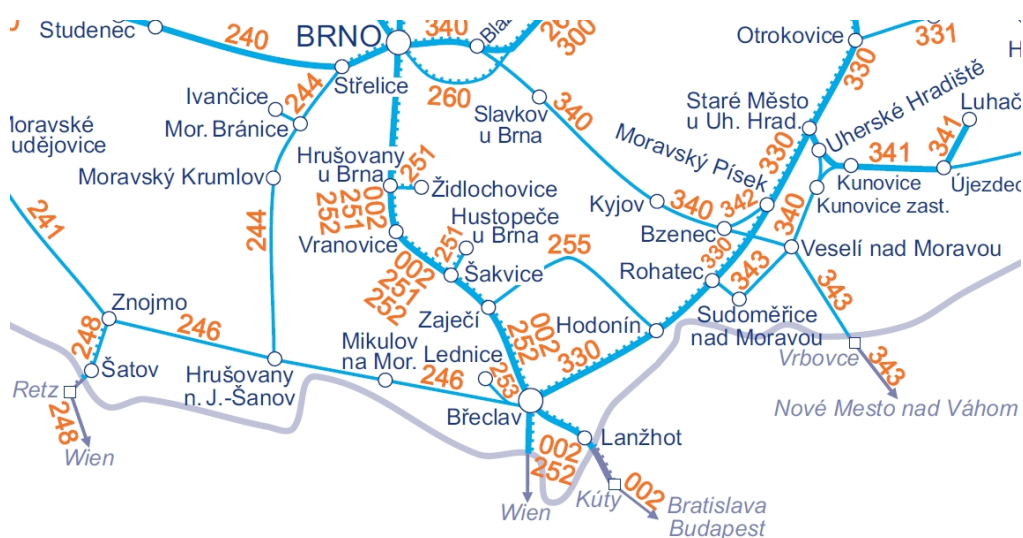 Studenec
240
BRNO
340
Blaž
300
Otrokovice
331
330
H
Střelice
260
244
Ivančice
Mor. Bránice
Slavkov
u Brna
340
Staré Město
u Uh. Hrad.
Uherské Hradiště
Luhač
Moravské
udějovice
Hrušovany
u Brna
251
Židlochovice
Moravský Písek
330
341
341
Moravský Krumlov
Kunovice
Újezdec
Kunovice zast.
002
251
252
Hustopeče
u Brna
Kyjov
340
342
340
241
244
Vranovice
251
255
Bzenec
Veselí nad Moravou
002
251
252
Šakvice
Rohatec
330
343
343
Znojmo
246
248
Zaječí
Hodonín
Sudoměřice
nad Moravou
Mikulov
na Mor.
Lednice
002
252
330
Vrbovce
343
Šatov
Hrušovany
n. J.-Šanov
246
253
Retz
248
Břeclav
Nové Mesto nad Váhom
Lanžhot
Wien
002
252
Kúty
002
Wien
Bratislava
Budapest